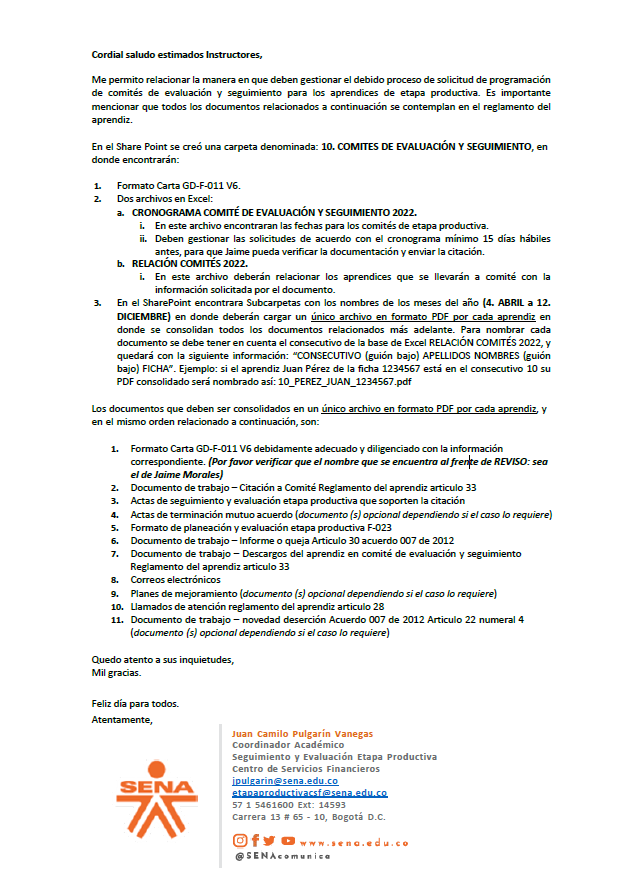 Cordial saludo estimados Instructores,
Me permito relacionar la manera en que deben gestionar el debido proceso de solicitud de programación
de comités de evaluación y seguimiento para los aprendices de etapa productiva. Es importante
mencionar que todos los documentos relacionados a continuación se contemplan en el reglamento del
aprendiz.
En el Share Point se creó una carpeta denominada: 10. COMITES DE EVALUACIÓN Y SEGUIMIENTO, en
donde encontrarán:
1. Formato Carta GD-F-011 V6.
2. Dos archivos en Excel:
a. CRONOGRAMA COMITÉ DE EVALUACIÓN Y SEGUIMIENTO 2022.
i. En este archivo encontraran las fechas para los comités de etapa productiva.
ii. Deben gestionar las solicitudes de acuerdo con el cronograma mínimo 15 días hábiles
antes, para que Jaime pueda verificar la documentación y enviar la citación.
b. RELACIÓN COMITÉS 2022.
i. En este archivo deberán relacionar los aprendices que se llevarán a comité con la
información solicitada por el documento.
3. En el SharePoint encontrara Subcarpetas con los nombres de los meses del año (4. ABRIL a 12.
DICIEMBRE) en donde deberán cargar un único archivo en formato PDF por cada aprendiz en
donde se consolidan todos los documentos relacionados más adelante. Para nombrar cada
documento se debe tener en cuenta el consecutivo de la base de Excel RELACIÓN COMITÉS 2022, y
quedará con la siguiente información: “CONSECUTIVO (guión bajo) APELLIDOS NOMBRES (guión
bajo) FICHA”. Ejemplo: si el aprendiz Juan Pérez de la ficha 1234567 está en el consecutivo 10 su
PDF consolidado será nombrado así: 10_PEREZ_JUAN_1234567.pdf
Los documentos que deben ser consolidados en un único archivo en formato PDF por cada aprendiz, y
en el mismo orden relacionado a continuación, son:
1. Formato Carta GD-F-011 V6 debidamente adecuado y diligenciado con la información
correspondiente. (Por favor verificar que el nombre que se encuentra al frente de REVISO: sea
el de Jaime Morales)
2. Documento de trabajo – Citación a Comité Reglamento del aprendiz articulo 33
3. Actas de seguimiento y evaluación etapa productiva que soporten la citación
4. Actas de terminación mutuo acuerdo (documento (s) opcional dependiendo si el caso lo requiere)
5. Formato de planeación y evaluación etapa productiva F-023
6. Documento de trabajo – Informe o queja Articulo 30 acuerdo 007 de 2012
7. Documento de trabajo – Descargos del aprendiz en comité de evaluación y seguimiento
Reglamento del aprendiz articulo 33
8. Correos electrónicos
9. Planes de mejoramiento (documento (s) opcional dependiendo si el caso lo requiere)
10. Llamados de atención reglamento del aprendiz articulo 28
11. Documento de trabajo – novedad deserción Acuerdo 007 de 2012 Articulo 22 numeral 4
(documento (s) opcional dependiendo si el caso lo requiere)
Quedo atento a sus inquietudes,
Mil gracias.
Feliz día para todos.
Atentamente,
SENA
Juan Camilo Pulgarín Vanegas
Coordinador Académico
Seguimiento y Evaluación Etapa Productiva
Centro de Servicios Financieros
jpulgarin@sena.edu.co
etapaproductivacsf@sena.edu.co
57 1 5461600 Ext: 14593
Carrera 13 # 65 - 10, Bogotá D.C.
www.sena.edu.co
@SENAcomunica